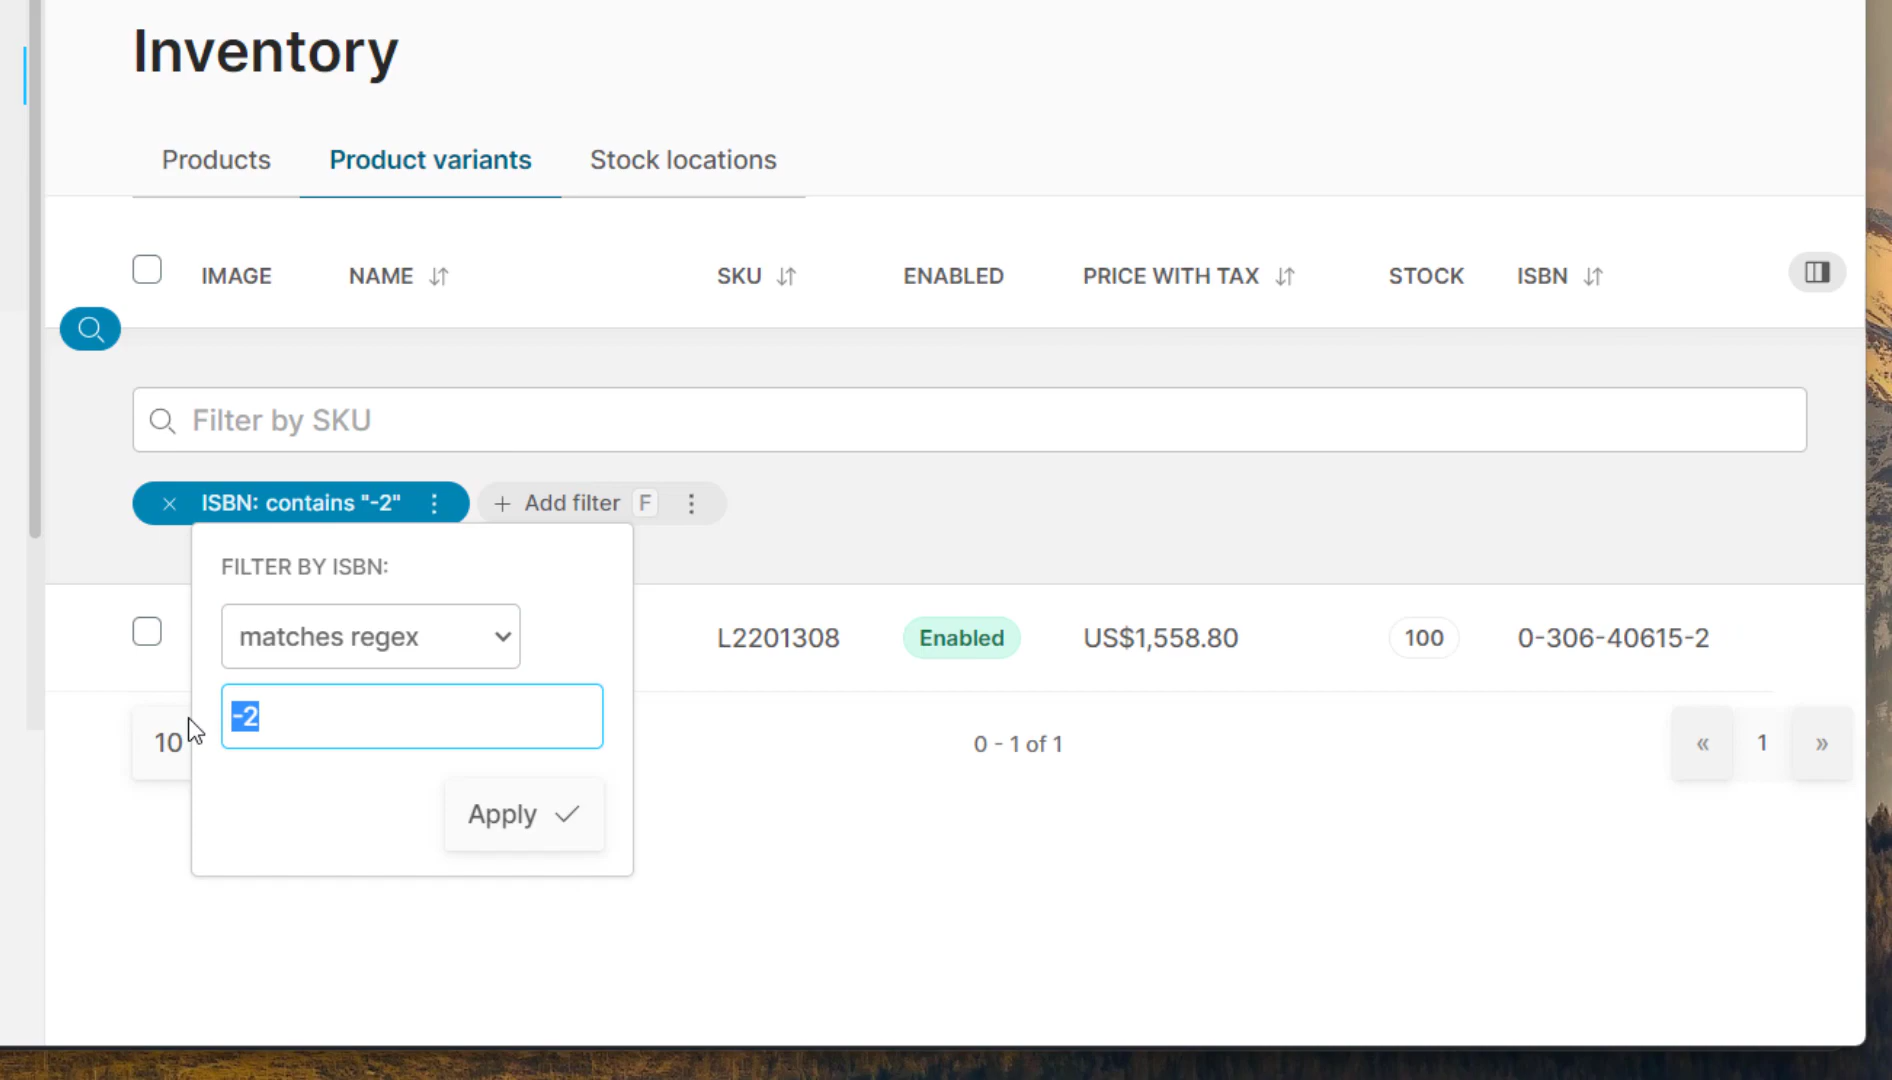 Inventory
Products Product variants Stock locations
IMAGE NAME SKU ENABLED PRICE WITH TAX STOCK ISBN
Filter by SKU
× ISBN: contains "-2" + Add filter F
FILTER BY ISBN:
matches regex
L2201308 Enabled US$1,558.80 100 0-306-40615-2
-2
10 0 - 1 of 1 « 1 »
Apply